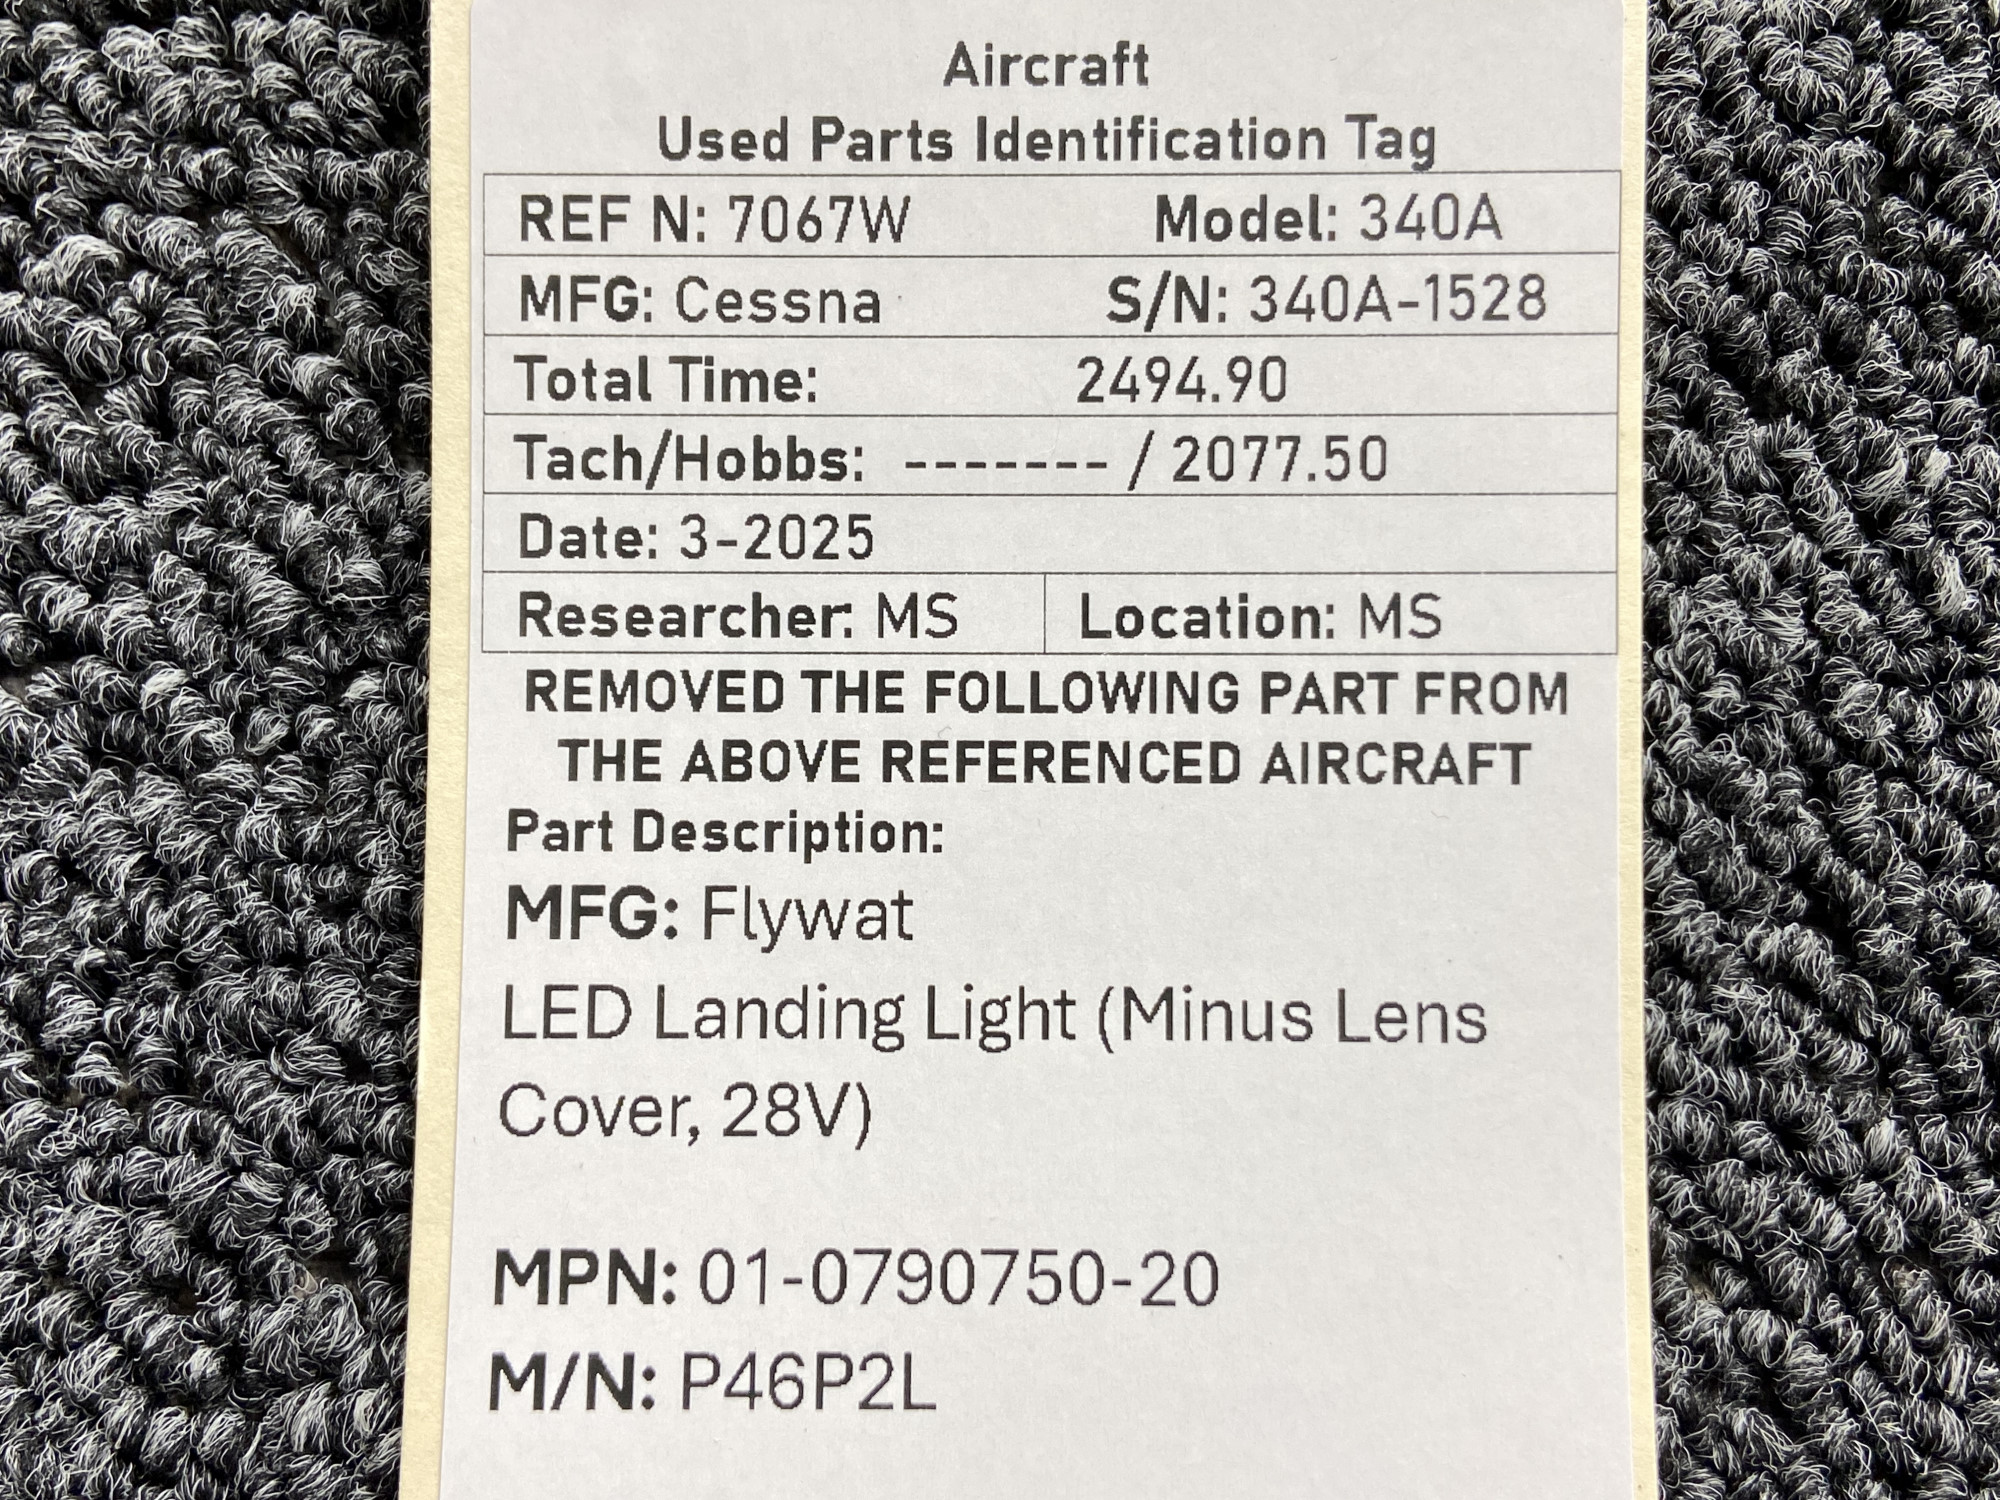 Aircraft
Used Parts Identification Tag
REF N: 7067W Model: 340A
MFG: Cessna S/N: 340A-1528
Total Time: 2494.90
Tach/Hobbs: ------- / 2077.50
Date: 3-2025
Researcher: MS Location: MS
REMOVED THE FOLLOWING PART FROM
THE ABOVE REFERENCED AIRCRAFT
Part Description:
MFG: Flywat
LED Landing Light (Minus Lens
Cover, 28V)
MPN: 01-0790750-20
M/N: P46P2L